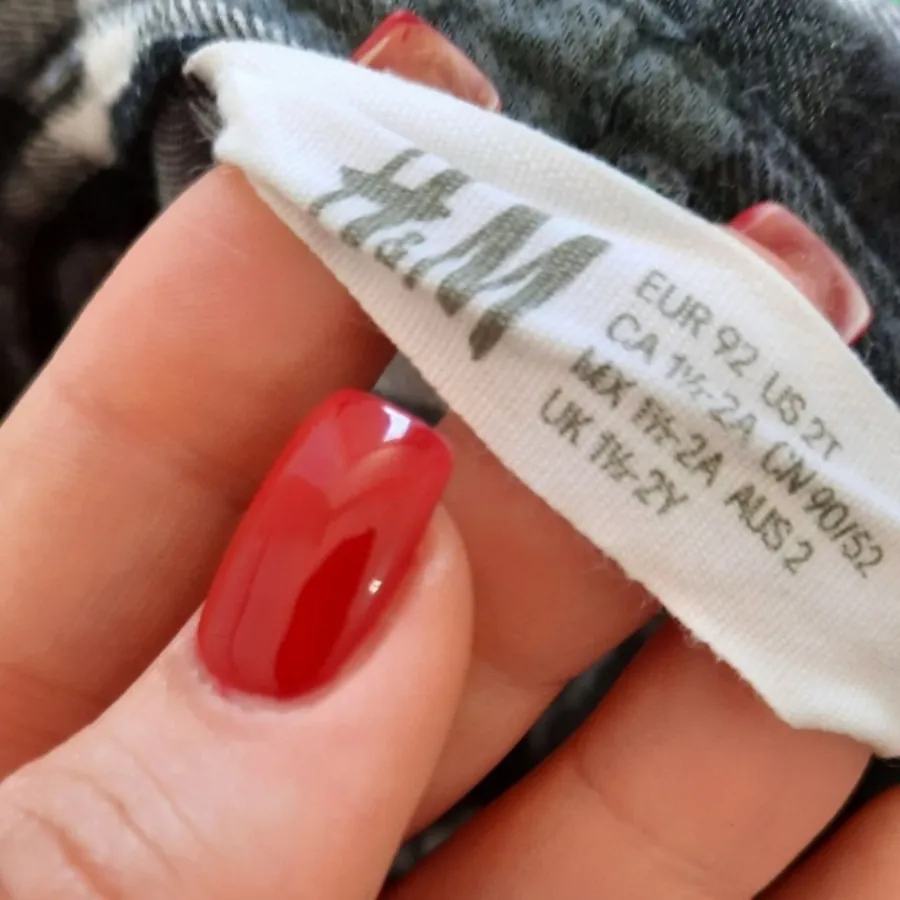 H&M
EUR 92 US 2T
CA 1½-2A CN 90/52
MX 1½-2A AUS 2
UK 1½-2Y